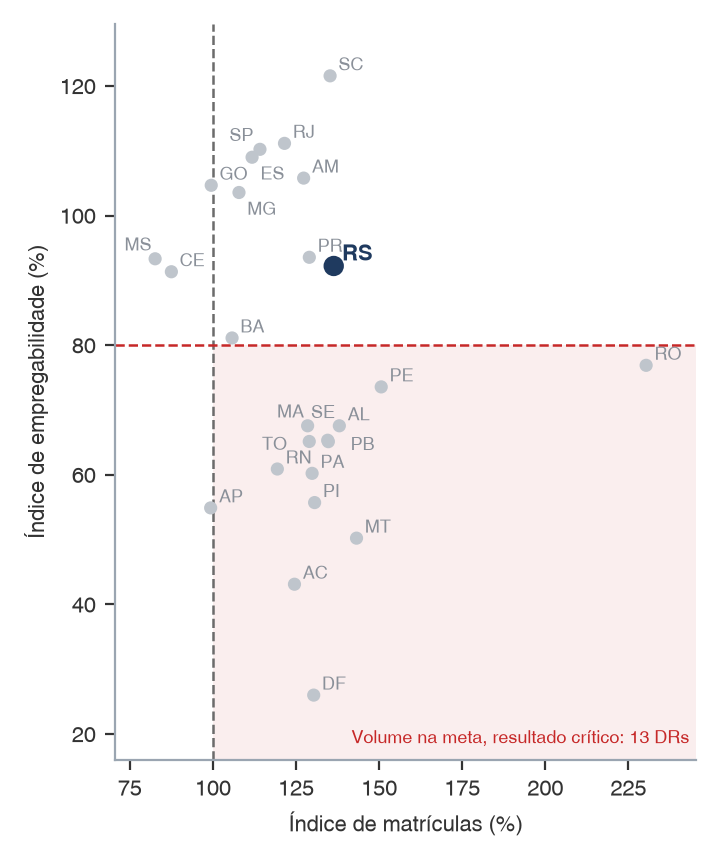 120
100
80
60
40
20
75
100
125
150
175
200
225
Índice de empregabilidade (%)
Índice de matrículas (%)
SC
SP
RJ
GO
ES
AM
MG
MS
CE
PR
RS
BA
RO
PE
MA
SE
AL
TO
PB
RN
PA
PI
AP
MT
AC
DF
Volume na meta, resultado crítico: 13 DRs